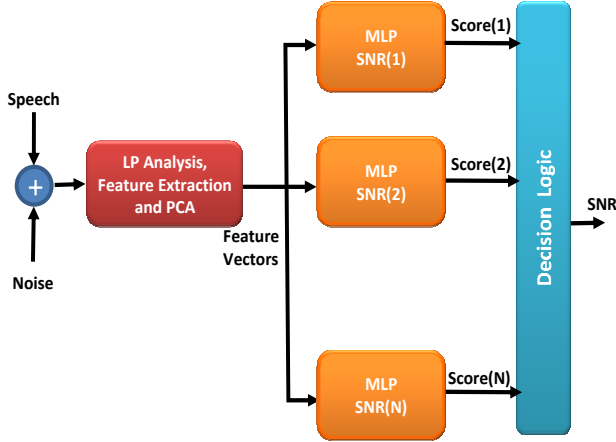 Speech
+
Noise
LP Analysis,
Feature Extraction
and PCA
Feature
Vectors
MLP
SNR(1)
Score(1)
MLP
SNR(2)
Score(2)
MLP
SNR(N)
Score(N)
Decision Logic
SNR